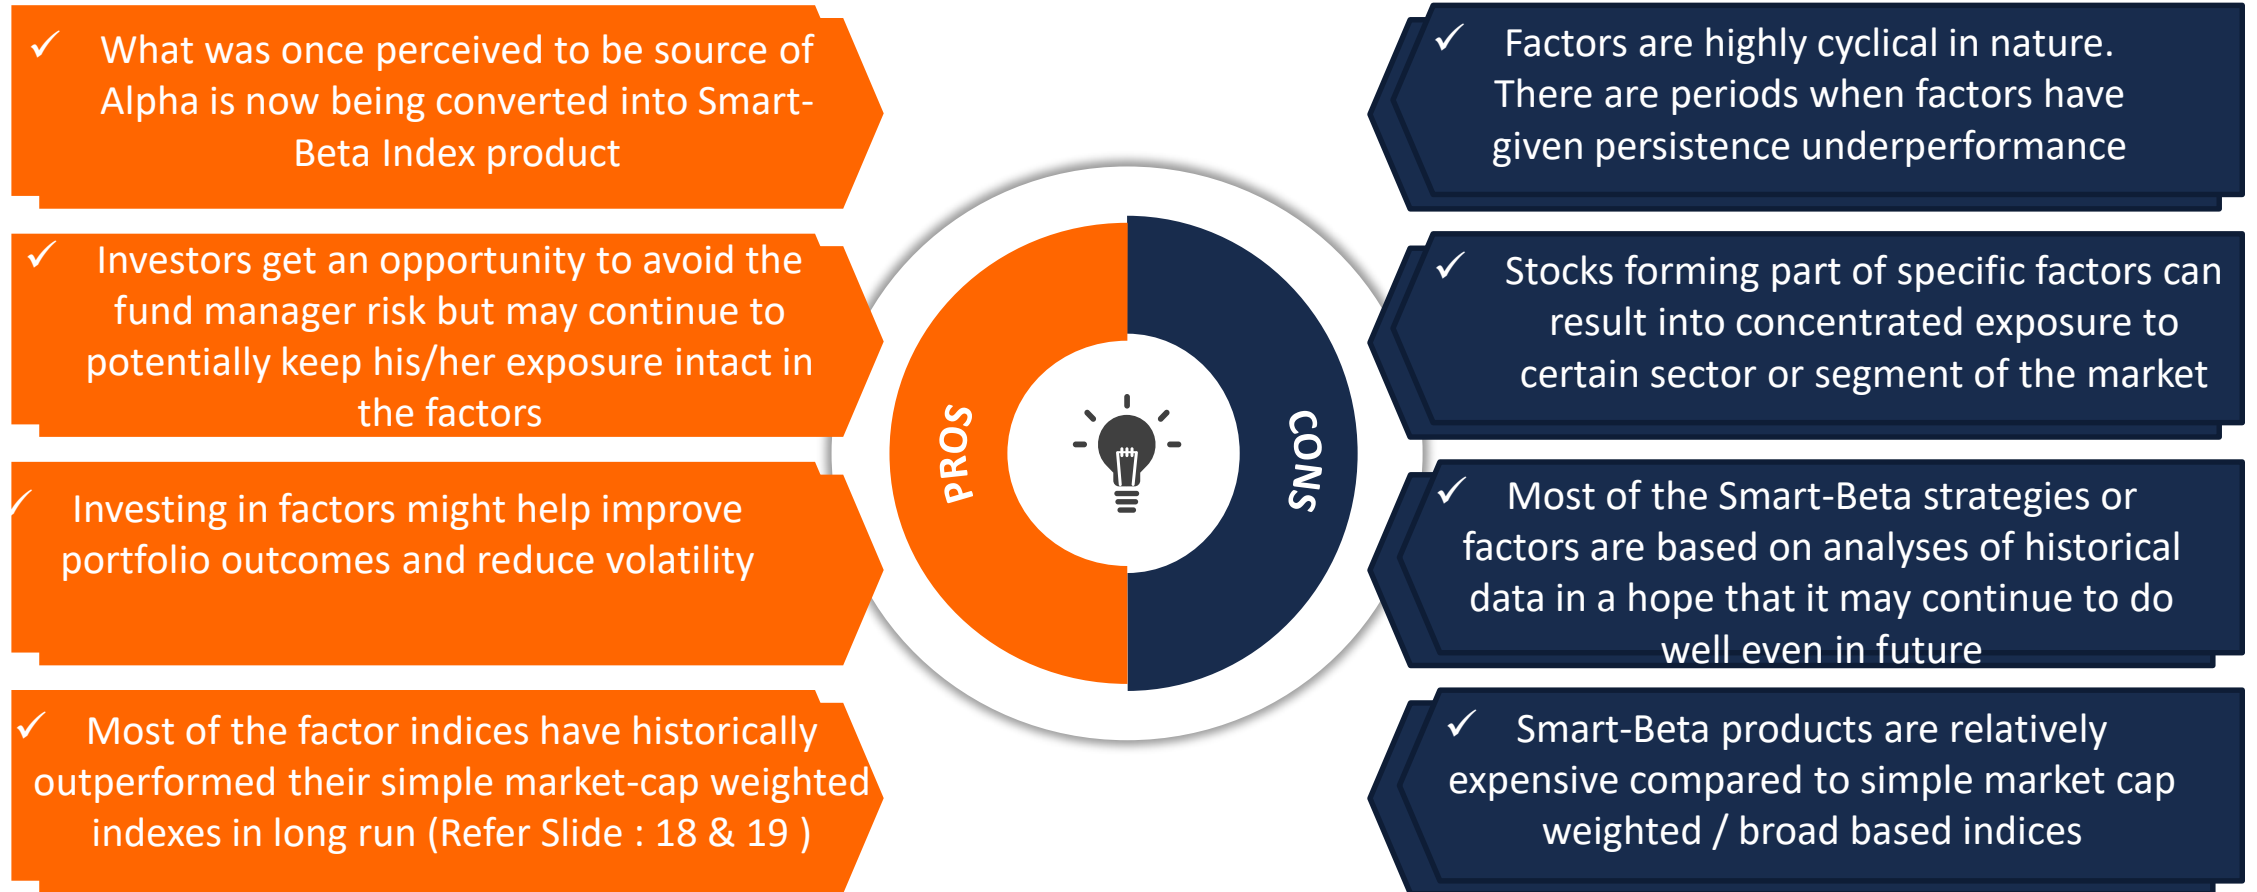 ✓ What was once perceived to be source of
Alpha is now being converted into Smart-
Beta Index product
✓ Investors get an opportunity to avoid the
fund manager risk but may continue to
potentially keep his/her exposure intact in
the factors
✓ Investing in factors might help improve
portfolio outcomes and reduce volatility
✓ Most of the factor indices have historically
outperformed their simple market-cap weighted
indexes in long run (Refer Slide : 18 & 19 )
PROS
CONS
✓ Factors are highly cyclical in nature.
There are periods when factors have
given persistence underperformance
✓ Stocks forming part of specific factors can
result into concentrated exposure to
certain sector or segment of the market
✓ Most of the Smart-Beta strategies or
factors are based on analyses of historical
data in a hope that it may continue to do
well even in future
✓ Smart-Beta products are relatively
expensive compared to simple market cap
weighted / broad based indices